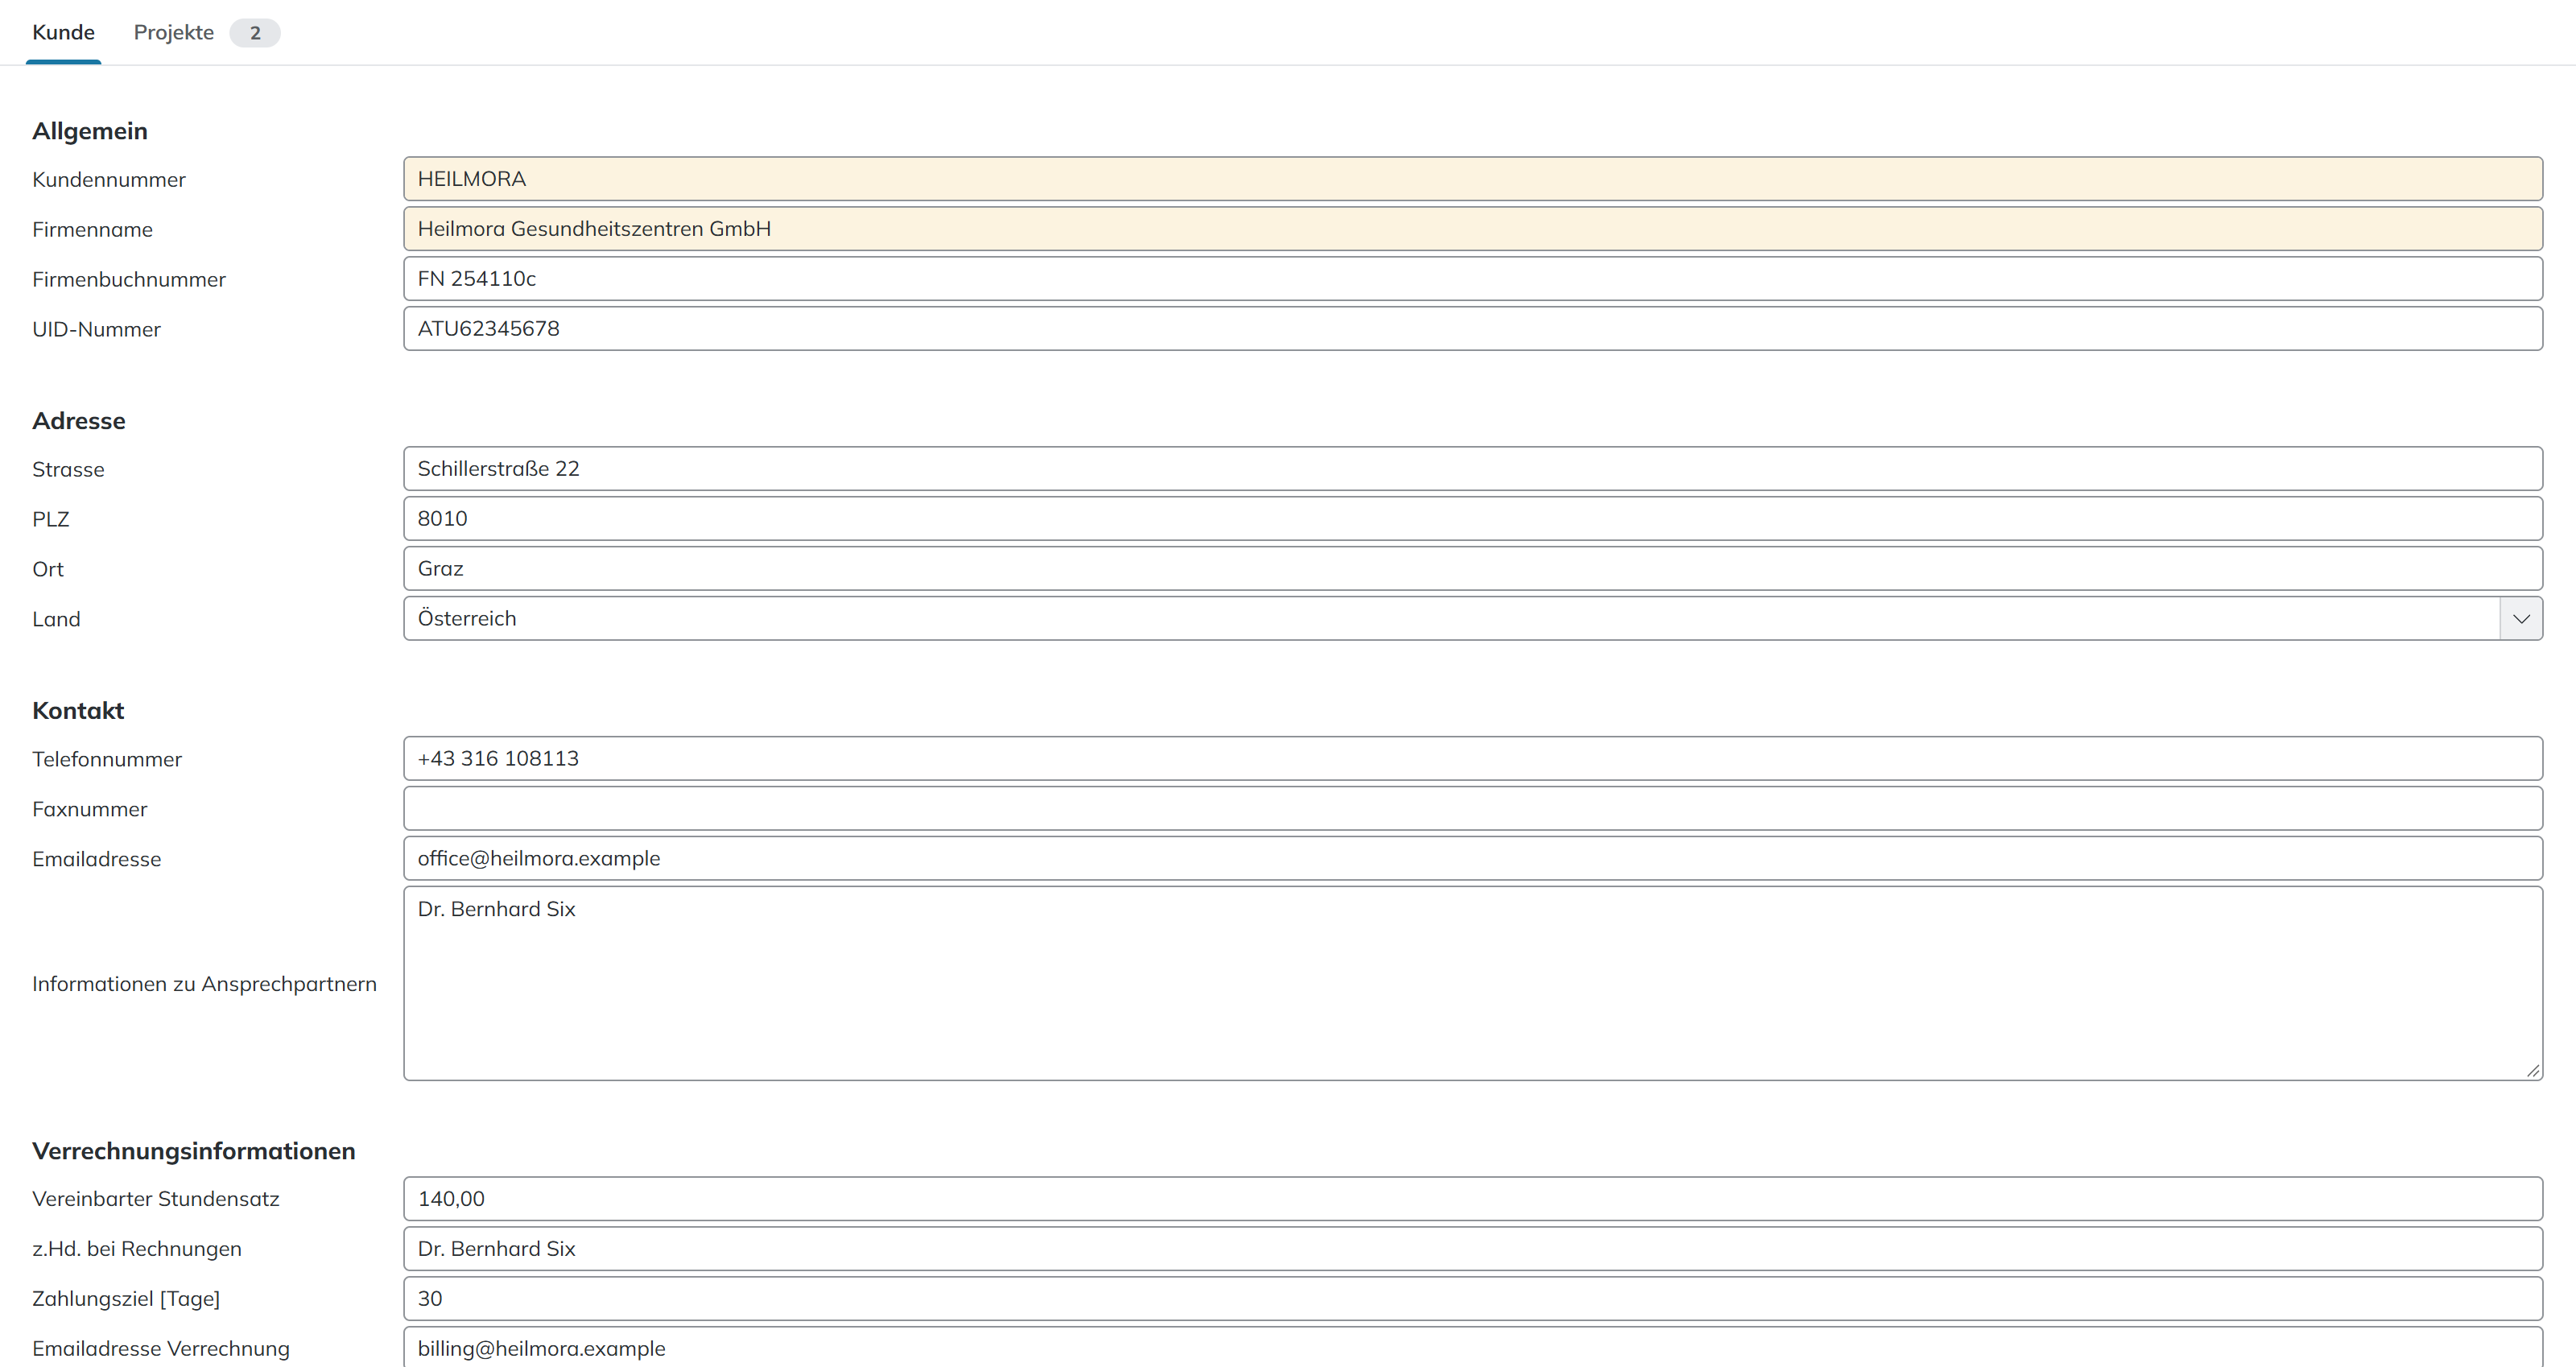 Kunde Projekte 2
Allgemein
Kundennummer HEILMORA
Firmenname Heilmora Gesundheitszentren GmbH
Firmenbuchnummer FN 254110c
UID-Nummer ATU62345678
Adresse
Strasse Schillerstraße 22
PLZ 8010
Ort Graz
Land Österreich
Kontakt
Telefonnummer +43 316 108113
Faxnummer
Emailadresse office@heilmora.example
Informationen zu Ansprechpartnern Dr. Bernhard Six
Verrechnungsinformationen
Vereinbarter Stundensatz 140,00
z.Hd. bei Rechnungen Dr. Bernhard Six
Zahlungsziel [Tage] 30
Emailadresse Verrechnung billing@heilmora.example